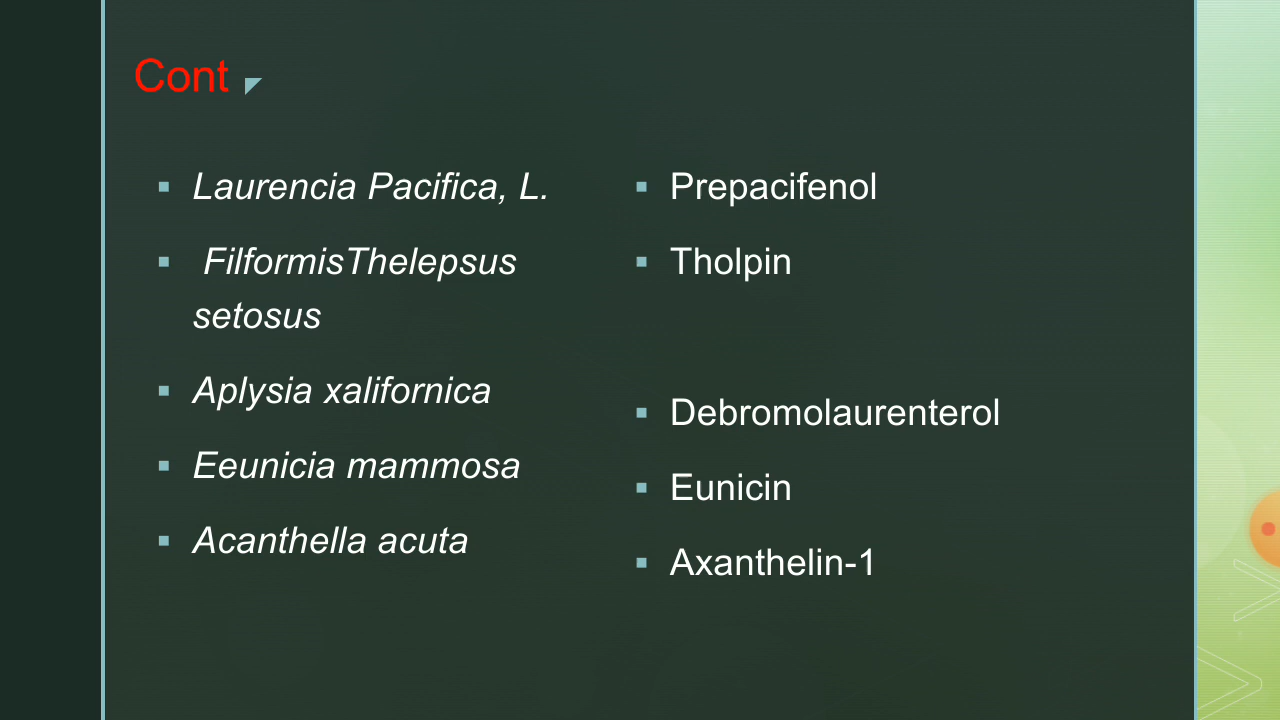 Cont
Laurencia Pacifica, L.
FilformisThelepsus
setosus
Aplysia xalifornica
Eeunicia mammosa
Acanthella acuta
Prepacifenol
Tholpin
Debromolaurenterol
Eunicin
Axanthelin-1